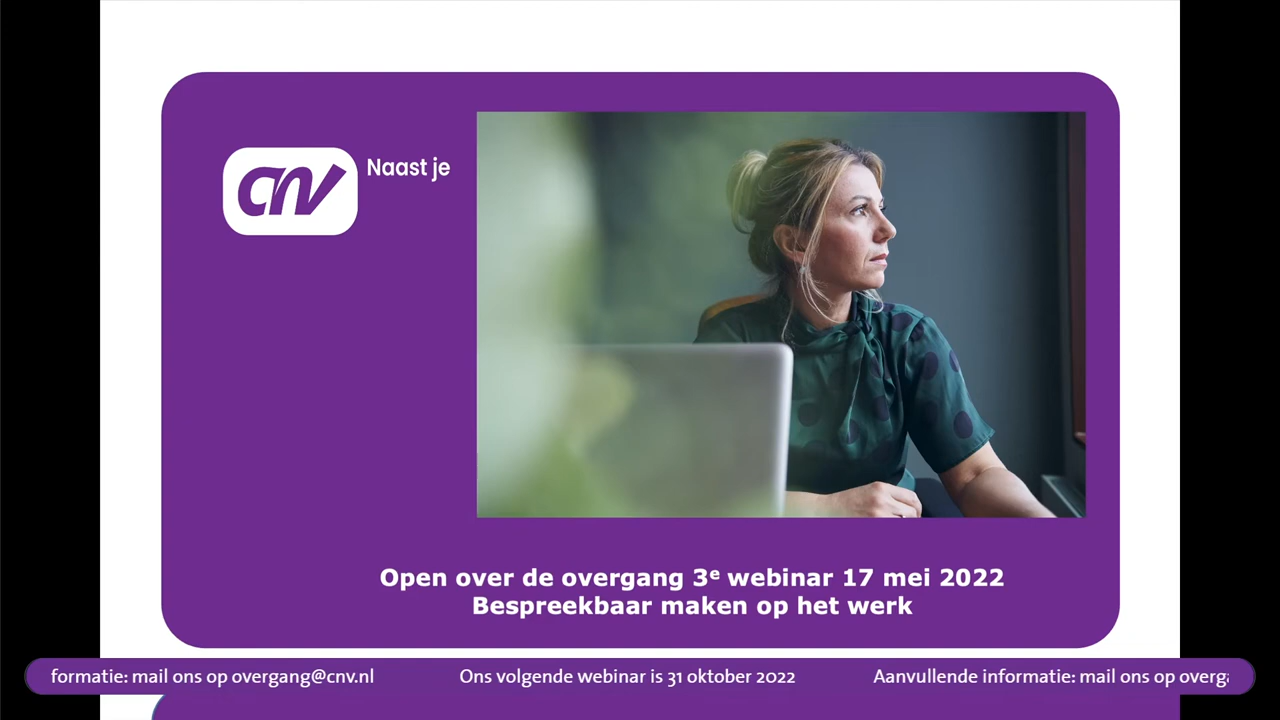 cnv
Naast je
Open over de overgang 3e webinar 17 mei 2022
Bespreekbaar maken op het werk
formatie: mail ons op overgang@cnv.nl
Ons volgende webinar is 31 oktober 2022
Aanvullende informatie: mail ons op overga